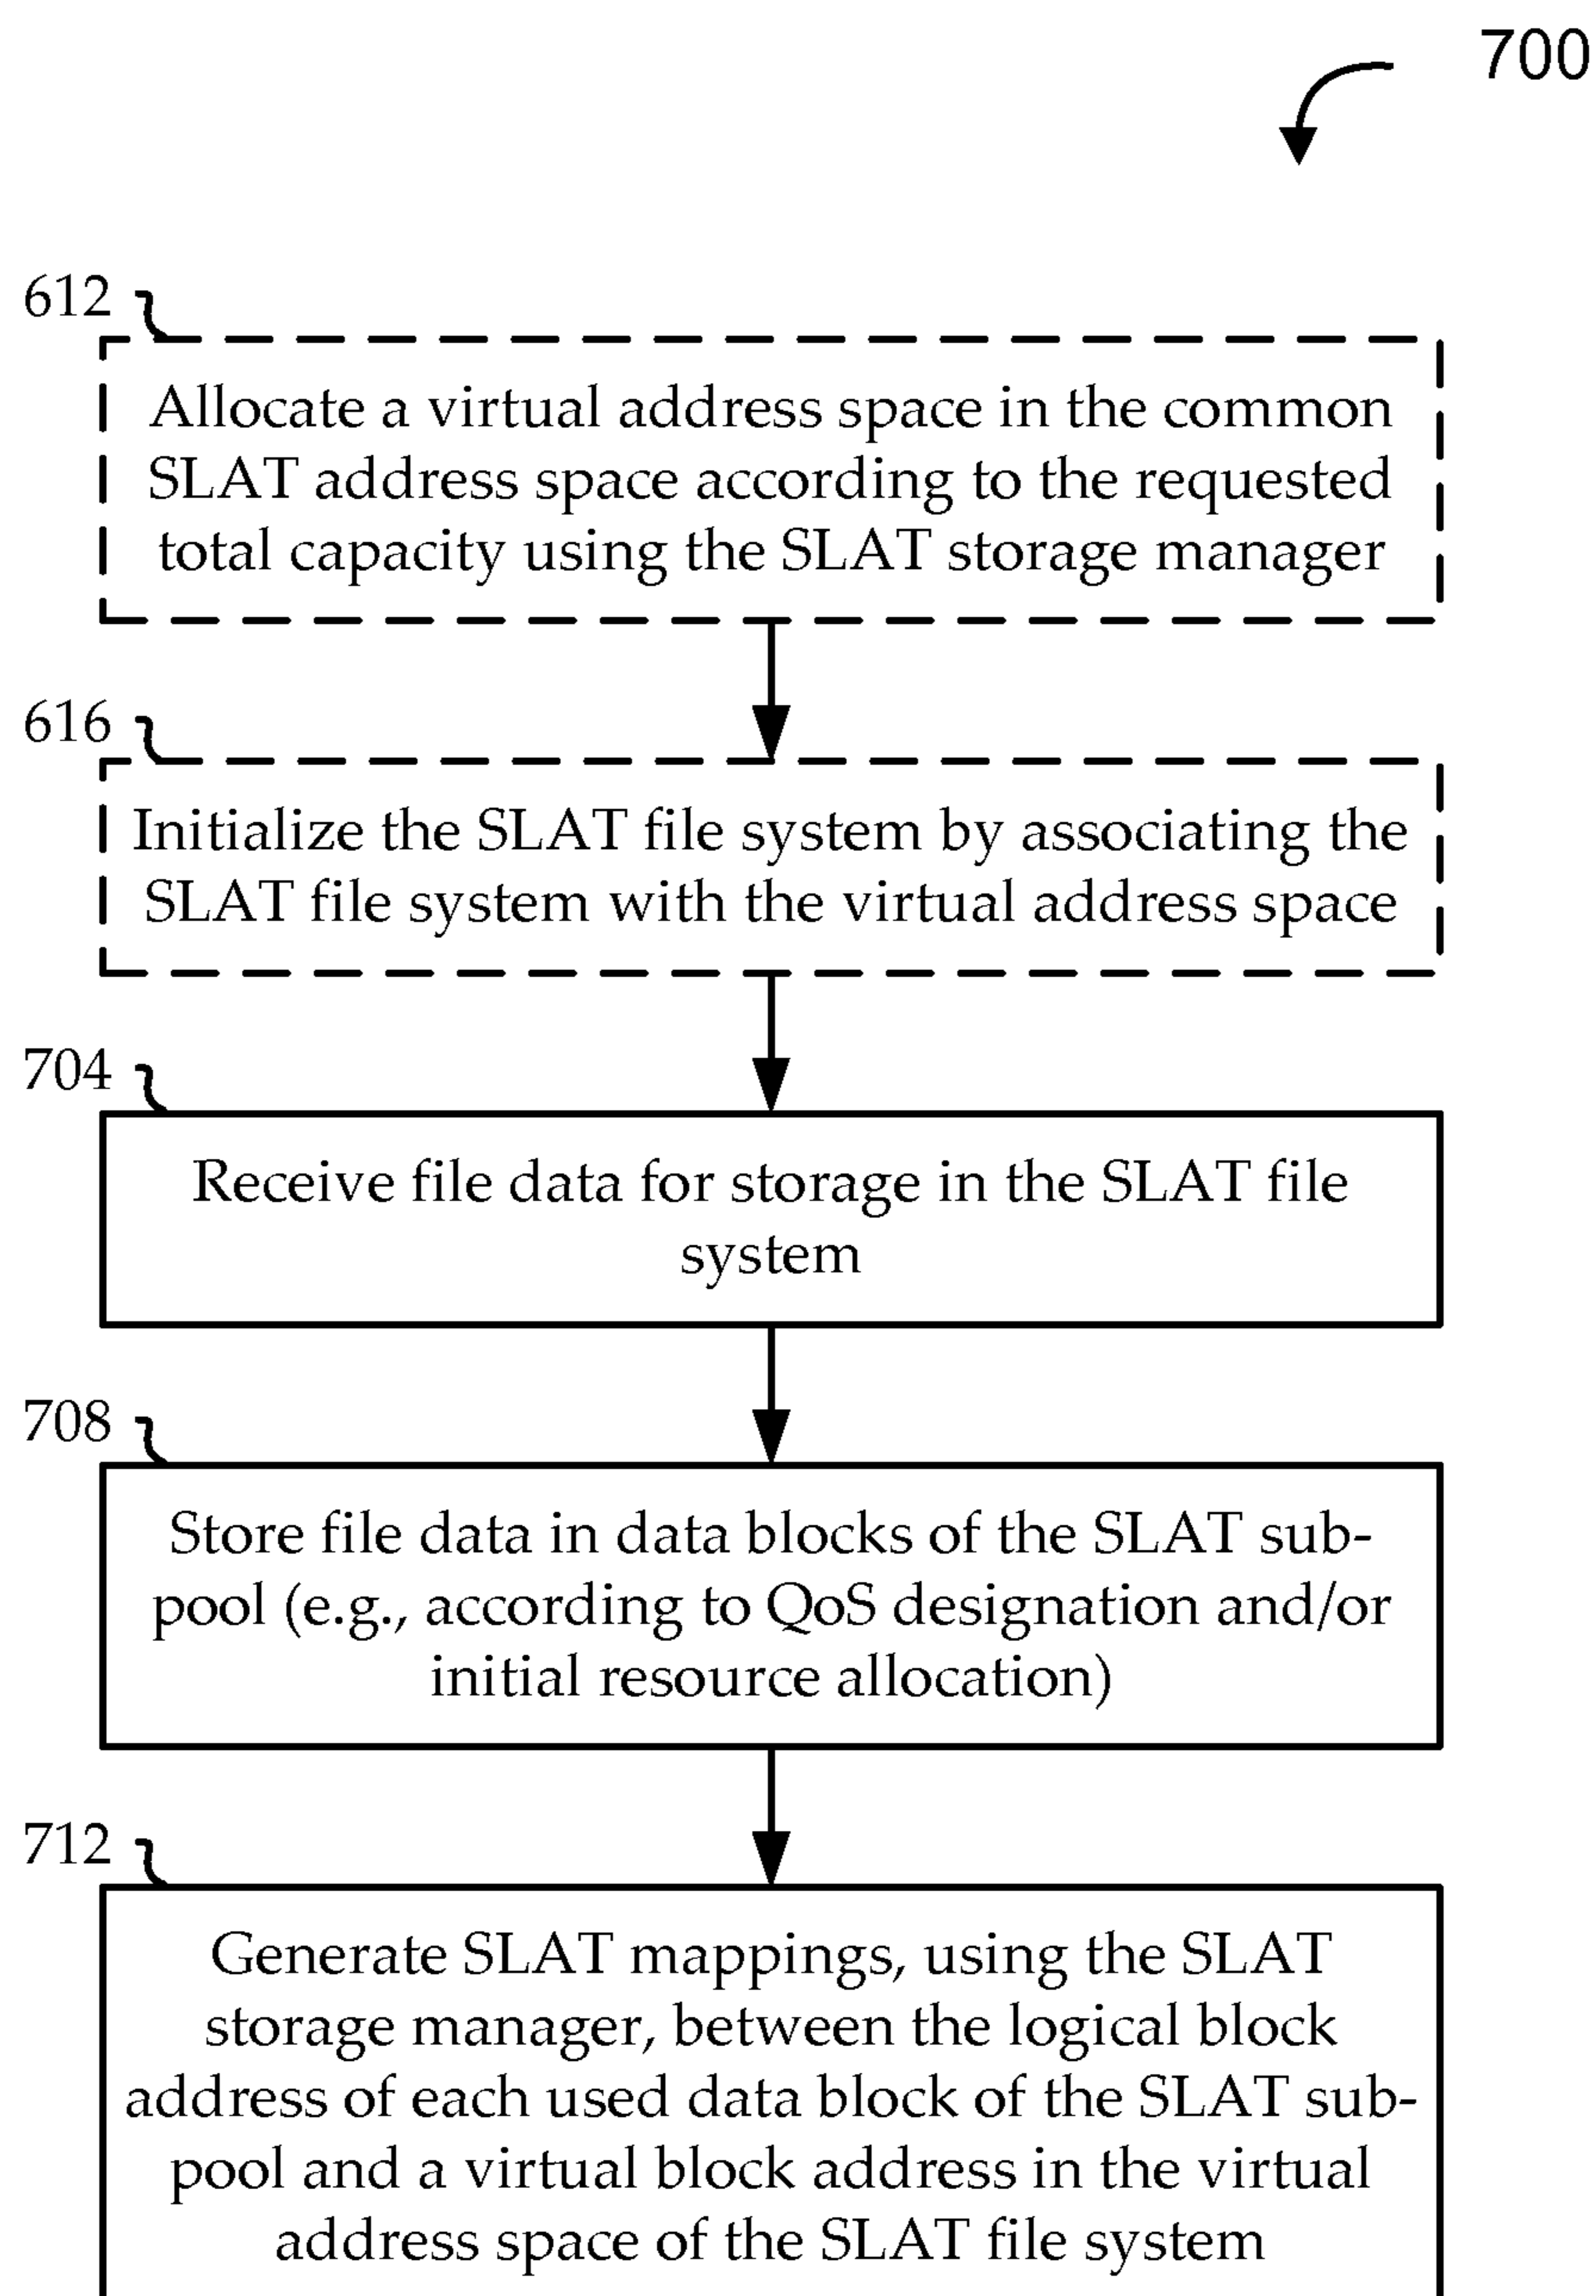 700
612
Allocate a virtual address space in the common
SLAT address space according to the requested
total capacity using the SLAT storage manager
616
Initialize the SLAT file system by associating the
SLAT file system with the virtual address space
704
Receive file data for storage in the SLAT file
system
708
Store file data in data blocks of the SLAT sub-
pool (e.g., according to QoS designation and/or
initial resource allocation)
712
Generate SLAT mappings, using the SLAT
storage manager, between the logical block
address of each used data block of the SLAT sub-
pool and a virtual block address in the virtual
address space of the SLAT file system